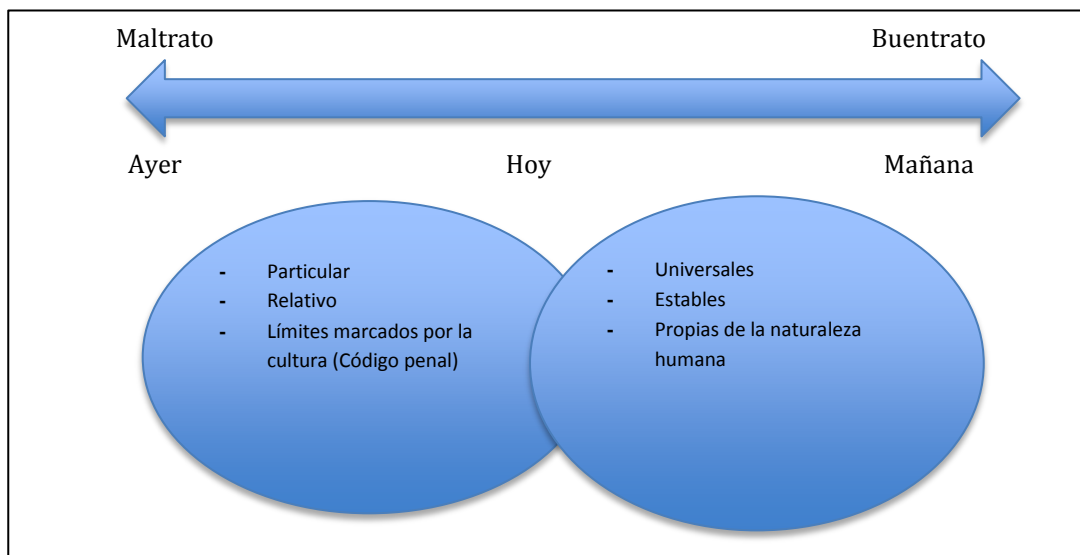 Maltrato Buentrato
Ayer Hoy Mañana
- Particular
- Relativo
- Límites marcados por la
cultura (Código penal)
- Universales
- Estables
- Propias de la naturaleza
humana